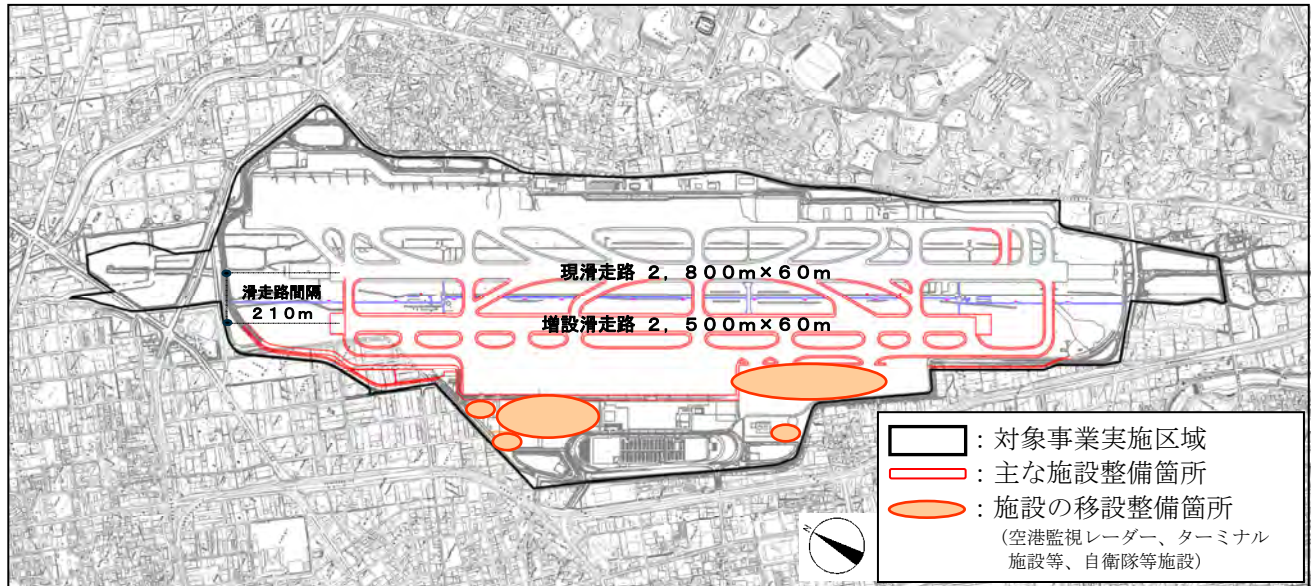 現滑走路 2,800m×60m
滑走路間隔
210m
増設滑走路 2,500m×60m
N
：対象事業実施区域
：主な施設整備箇所
：施設の移設整備箇所
（空港監視レーダー、ターミナル
施設等、自衛隊等施設）